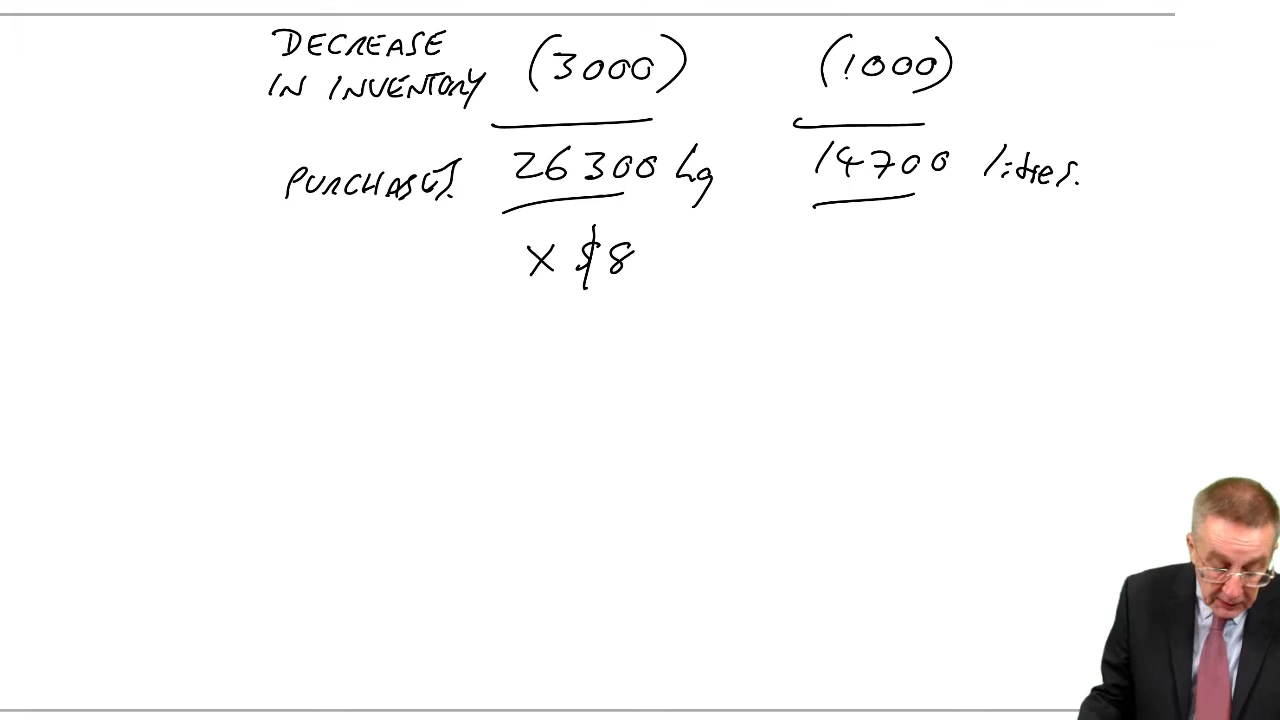 DECREASE
IN INVENTORY (3000) (1000)
PURCHASES. 26300 kg 14700 litres.
X $8